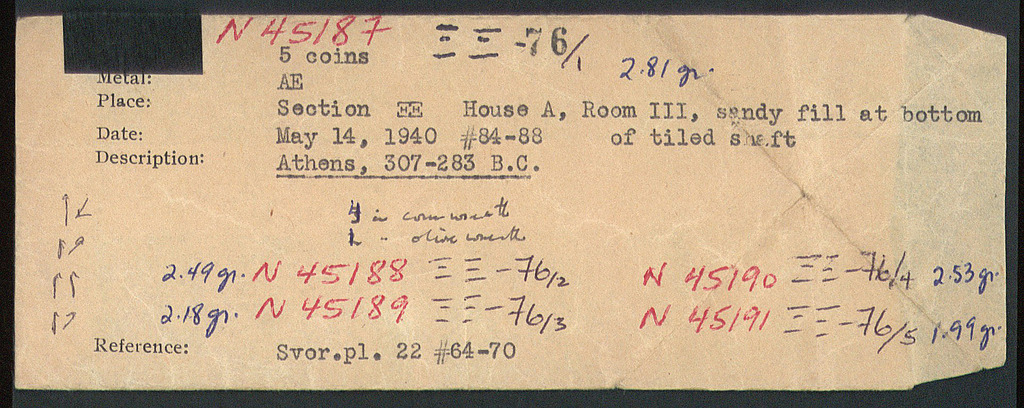 N 45187 ΞΞ -76/1 2.81 gr.
5 coins
Metal: AE
Place: Section ΞΞ House A, Room III, sandy fill at bottom
Date: May 14, 1940 #84-88 of tiled shaft
Description: Athens, 307-283 B.C.
↑↙ 4 in corn wreath
↑↗ 1 " olive wreath
↑↑ 2.49 gr. N 45188 ΞΞ -76/2 N 45190 ΞΞ -76/4 2.53 gr.
↑↗ 2.18 gr. N 45189 ΞΞ -76/3 N 45191 ΞΞ -76/5 1.99 gr.
Reference: Svor.pl. 22 #64-70